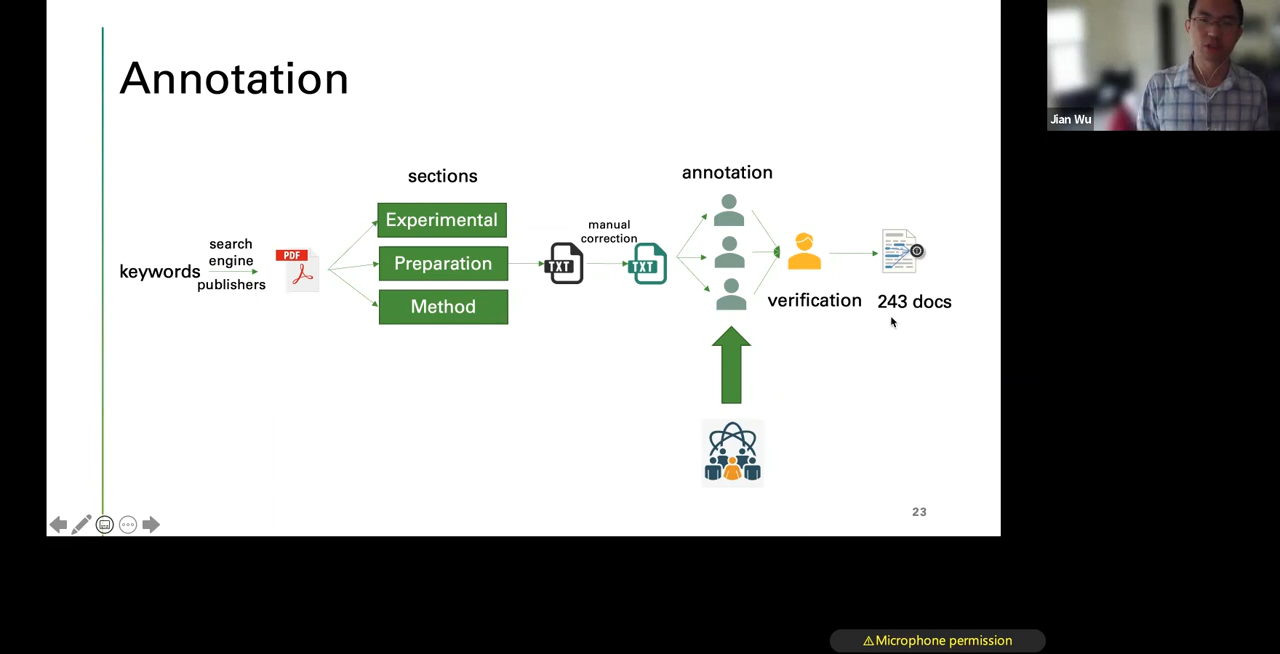 Annotation
sections
annotation
Experimental
Preparation
Method
keywords
search
engine
publishers
PDF
TXT
manual
correction
TXT
verification
243 docs
23
Jian Wu
⚠Microphone permission